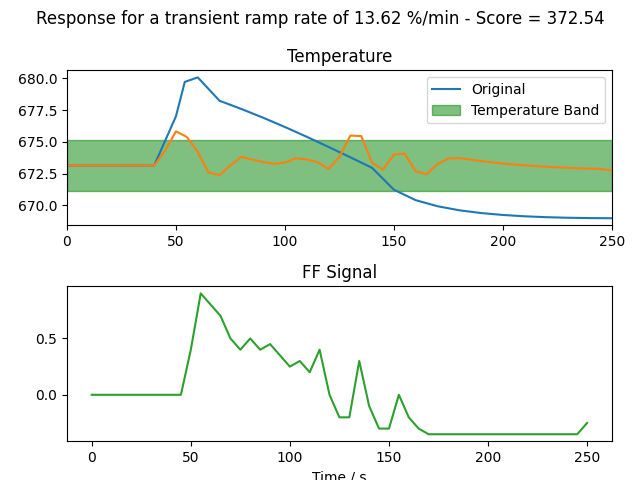 Response for a transient ramp rate of 13.62 %/min - Score = 372.54
Temperature
680.0
677.5
675.0
672.5
670.0
Original
Temperature Band
0 50 100 150 200 250
FF Signal
0.5
0.0
0 50 100 150 200 250
Time / s